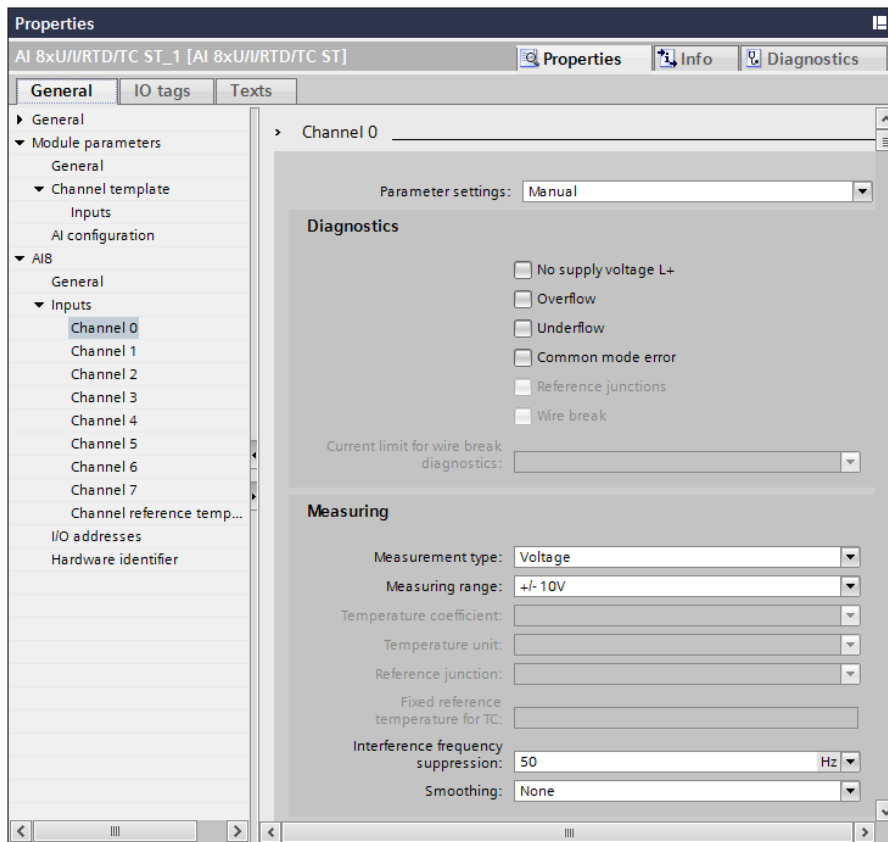 Properties
AI 8xU/I/RTD/TC ST_1 [AI 8xU/I/RTD/TC ST]
Properties
Info
Diagnostics
General
IO tags
Texts
General
Module parameters
General
Channel template
Inputs
AI configuration
AI8
General
Inputs
Channel 0
Channel 1
Channel 2
Channel 3
Channel 4
Channel 5
Channel 6
Channel 7
Channel reference temp...
I/O addresses
Hardware identifier
Channel 0
Parameter settings: Manual
Diagnostics
No supply voltage L+
Overflow
Underflow
Common mode error
Reference junctions
Wire break
Current limit for wire break
diagnostics:
Measuring
Measurement type: Voltage
Measuring range: +/- 10V
Temperature coefficient:
Temperature unit:
Reference junction:
Fixed reference
temperature for TC:
Interference frequency
suppression: 50 Hz
Smoothing: None